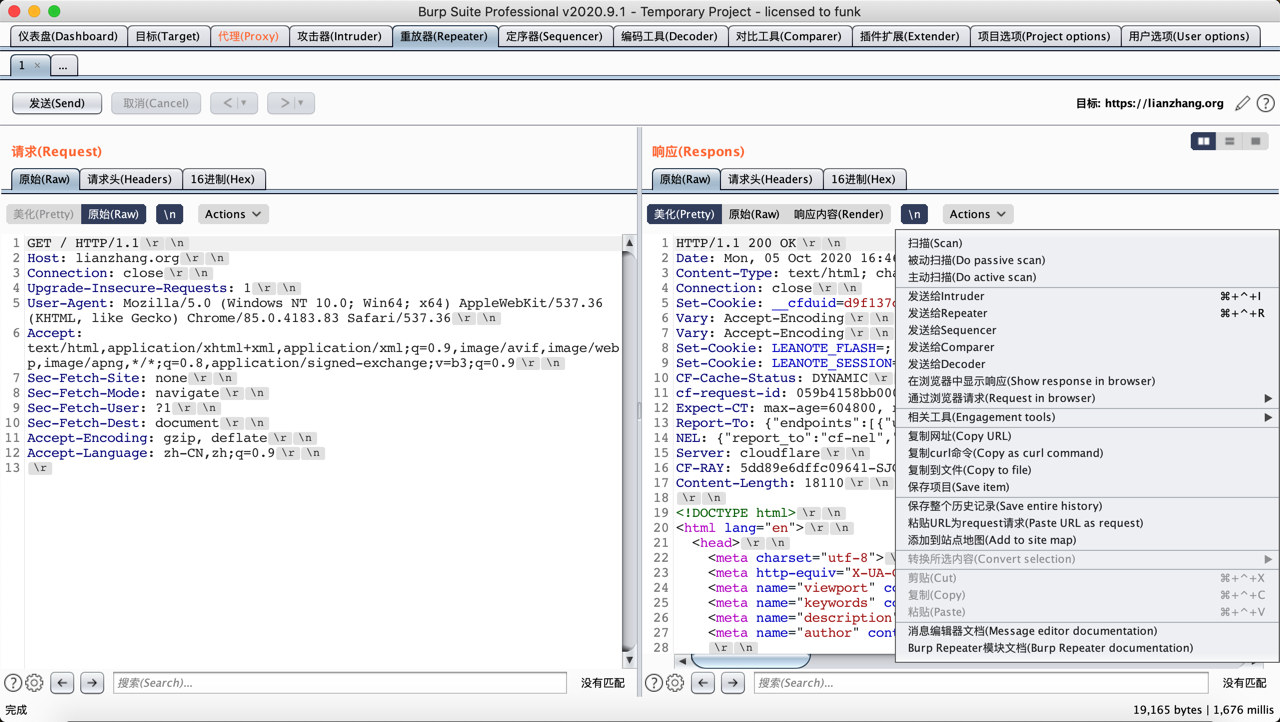 Burp Suite Professional v2020.9.1 - Temporary Project - licensed to funk
仪表盘(Dashboard) 目标(Target) 代理(Proxy) 攻击器(Intruder) 重放器(Repeater) 定序器(Sequencer) 编码工具(Decoder) 对比工具(Comparer) 插件扩展(Extender) 项目选项(Project options) 用户选项(User options)
1 × ...
发送(Send) 取消(Cancel) < ▾ > ▾ 目标: https://lianzhang.org ?
请求(Request)
原始(Raw) 请求头(Headers) 16进制(Hex)
美化(Pretty) 原始(Raw) \n Actions
1 GET / HTTP/1.1 \r \n
2 Host: lianzhang.org \r \n
3 Connection: close \r \n
4 Upgrade-Insecure-Requests: 1 \r \n
5 User-Agent: Mozilla/5.0 (Windows NT 10.0; Win64; x64) AppleWebKit/537.36
(KHTML, like Gecko) Chrome/85.0.4183.83 Safari/537.36 \r \n
6 Accept:
text/html,application/xhtml+xml,application/xml;q=0.9,image/avif,image/web
p,image/apng,*/*;q=0.8,application/signed-exchange;v=b3;q=0.9 \r \n
7 Sec-Fetch-Site: none \r \n
8 Sec-Fetch-Mode: navigate \r \n
9 Sec-Fetch-User: ?1 \r \n
10 Sec-Fetch-Dest: document \r \n
11 Accept-Encoding: gzip, deflate \r \n
12 Accept-Language: zh-CN,zh;q=0.9 \r \n
13 \r
? 搜索(Search)... 没有匹配
响应(Respons)
原始(Raw) 请求头(Headers) 16进制(Hex)
美化(Pretty) 原始(Raw) 响应内容(Render) \n Actions
1 HTTP/1.1 200 OK \r \n
2 Date: Mon, 05 Oct 2020 16:46
3 Content-Type: text/html; cha
4 Connection: close \r \n
5 Set-Cookie: __cfduid=d9f137c
6 Vary: Accept-Encoding \r \n
7 Vary: Accept-Encoding \r \n
8 Set-Cookie: LEANOTE_FLASH=;
9 Set-Cookie: LEANOTE_SESSION=
10 CF-Cache-Status: DYNAMIC \r
11 cf-request-id: 059b4158bb000
12 Expect-CT: max-age=604800, r
13 Report-To: {"endpoints":[{"u
14 NEL: {"report_to":"cf-nel","
15 Server: cloudflare \r \n
16 CF-RAY: 5dd89e6dffc09641-SJC
17 Content-Length: 18110 \r \n
18 \r \n
19 <!DOCTYPE html> \r \n
20 <html lang="en"> \r \n
21 <head> \r \n
22 <meta charset="utf-8"> \
23 <meta http-equiv="X-UA-C
24 <meta name="viewport" co
25 <meta name="keywords" co
26 <meta name="description"
27 <meta name="author" cont
28 \r \n
扫描(Scan)
被动扫描(Do passive scan)
主动扫描(Do active scan)
发送给Intruder ⌘+^+I
发送给Repeater ⌘+^+R
发送给Sequencer
发送给Comparer
发送给Decoder
在浏览器中显示响应(Show response in browser)
通过浏览器请求(Request in browser)
相关工具(Engagement tools)
复制网址(Copy URL)
复制curl命令(Copy as curl command)
复制到文件(Copy to file)
保存项目(Save item)
保存整个历史记录(Save entire history)
粘贴URL为request请求(Paste URL as request)
添加到站点地图(Add to site map)
转换所选内容(Convert selection)
剪贴(Cut) ⌘+^+X
复制(Copy) ⌘+^+C
粘贴(Paste) ⌘+^+V
消息编辑器文档(Message editor documentation)
Burp Repeater模块文档(Burp Repeater documentation)
? 搜索(Search)... 没有匹配
完成 19,165 bytes | 1,676 millis